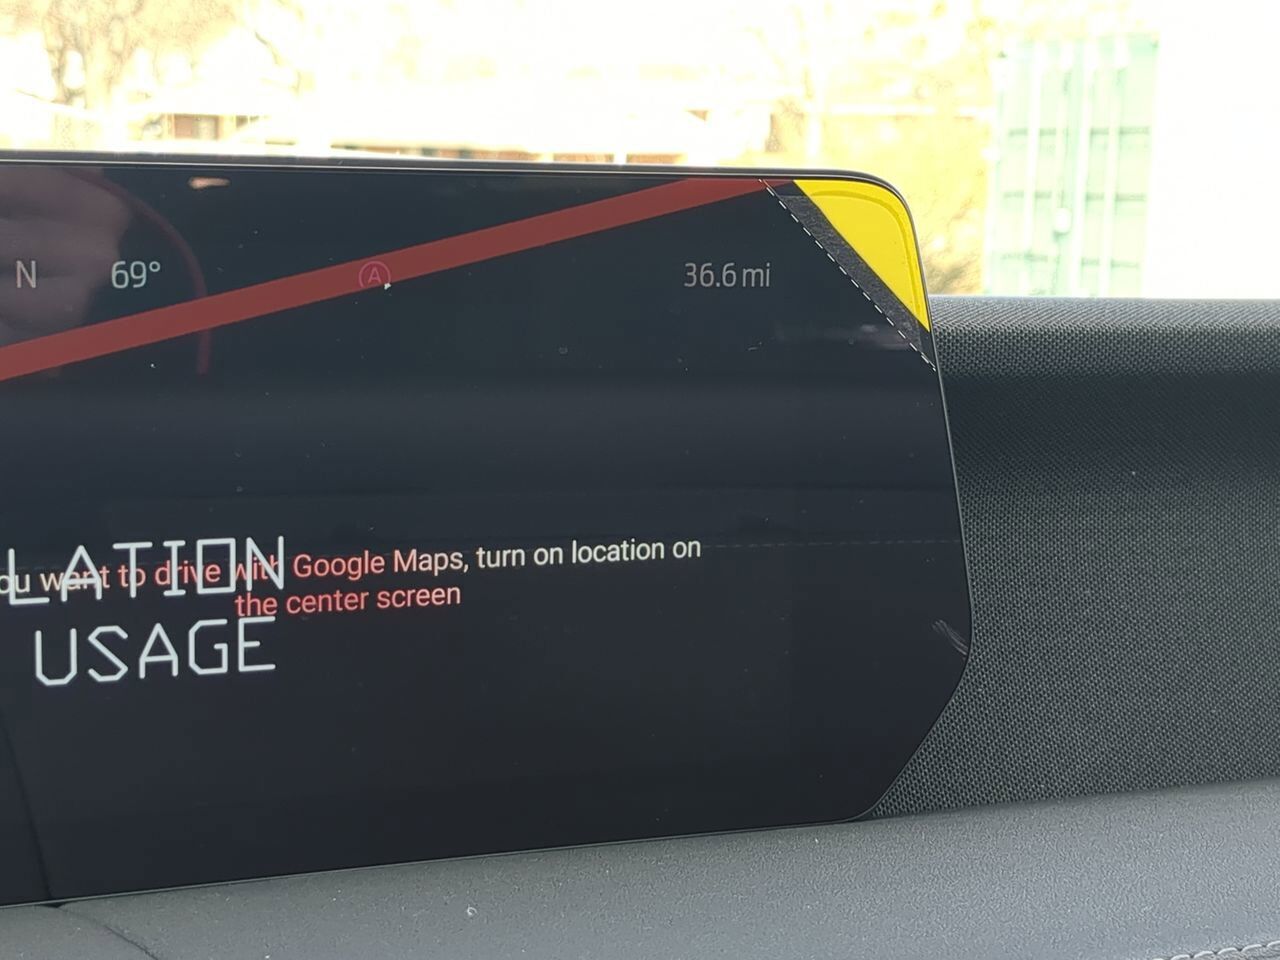 N 69° A 36.6 mi
LATION
ou want to drive with Google Maps, turn on location on
the center screen
USAGE